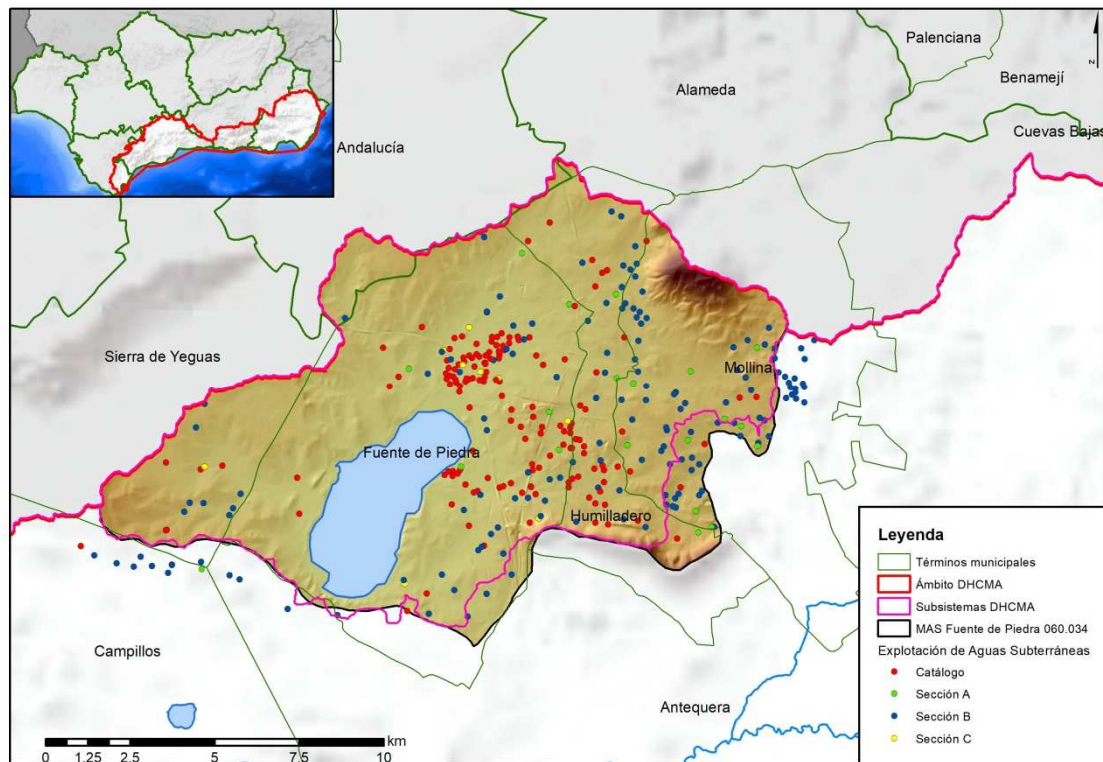 Palenciana
Benamejí
Alameda
z
Cuevas Bajas
Andalucía
Sierra de Yeguas
Mollina
Fuente de Piedra
Humilladero
Campillos
Antequera
km
0 1.25 2.5 5 7.5 10
Leyenda
Términos municipales
Ámbito DHCMA
Subsistemas DHCMA
MAS Fuente de Piedra 060.034
Explotación de Aguas Subterráneas
Catálogo
Sección A
Sección B
Sección C